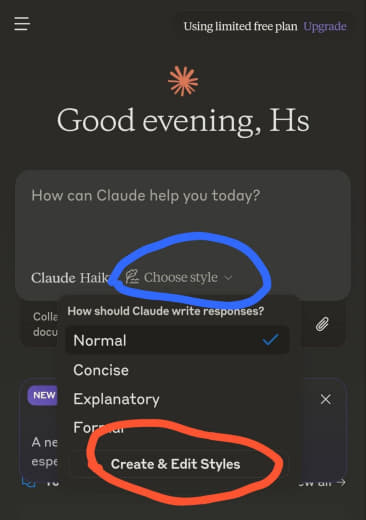 Using limited free plan Upgrade
Good evening, Hs
How can Claude help you today?
Claude Haik Choose style
Colla
docu
How should Claude write responses?
Normal
Concise
Explanatory
Formal
NEW
A ne
espe
Create & Edit Styles
ew all →